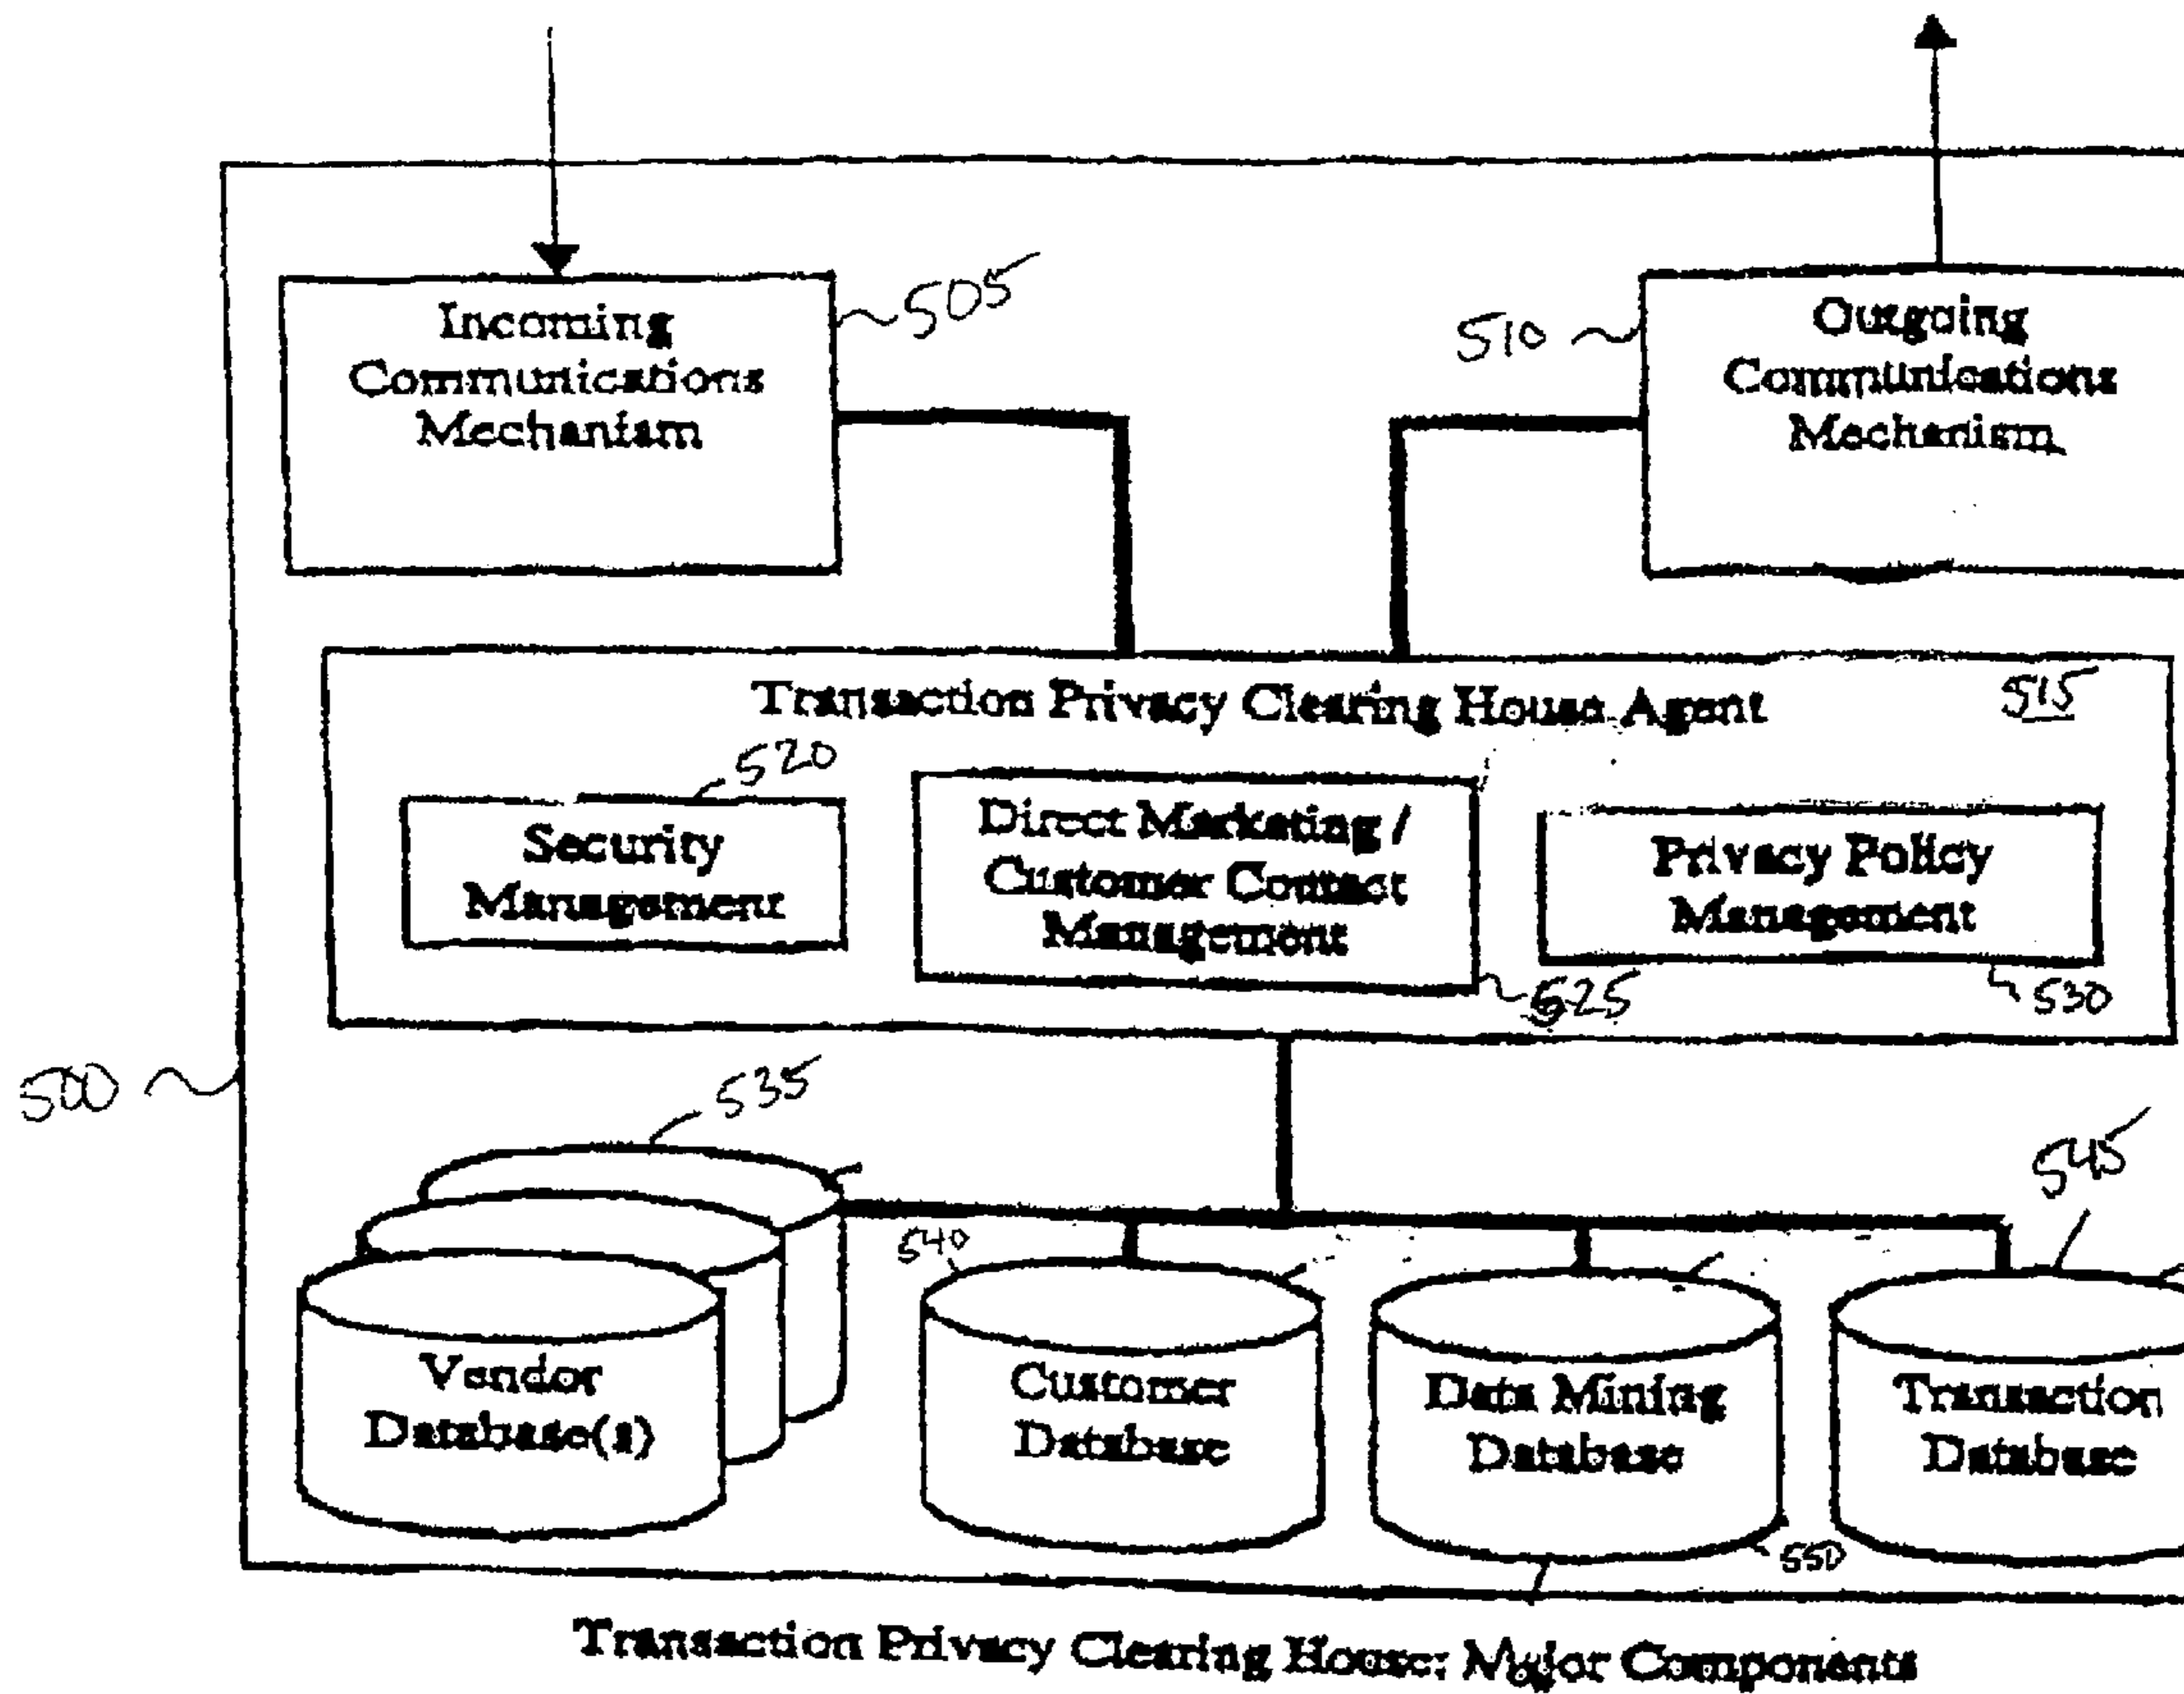 Incoming
Communications
Mechanism
505
510
Outgoing
Communications
Mechanism
Transaction Privacy Clearing House Agent
515
520
Security
Management
Direct Marketing /
Customer Contact
Management
525
Privacy Policy
Management
530
500
535
540
545
Vendor
Database(s)
Customer
Database
Data Mining
Database
Transaction
Database
550
Transaction Privacy Clearing House: Major Components